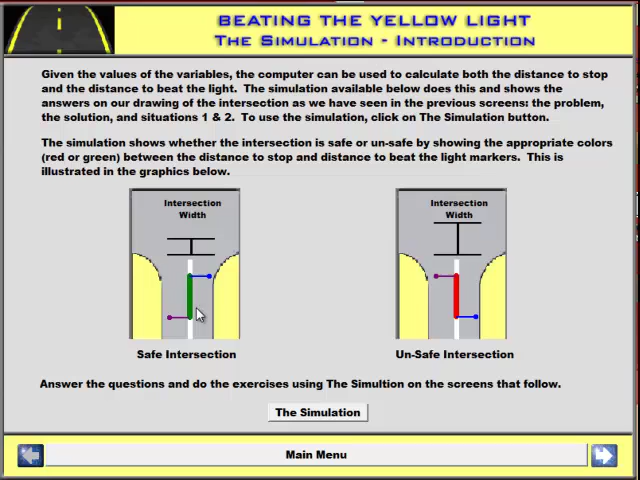 BEATING THE YELLOW LIGHT
THE SIMULATION - INTRODUCTION
Given the values of the variables, the computer can be used to calculate both the distance to stop
and the distance to beat the light. The simulation available below does this and shows the
answers on our drawing of the intersection as we have seen in the previous screens: the problem,
the solution, and situations 1 & 2. To use the simulation, click on The Simulation button.
The simulation shows whether the intersection is safe or un-safe by showing the appropriate colors
(red or green) between the distance to stop and distance to beat the light markers. This is
illustrated in the graphics below.
Intersection
Width
Intersection
Width
Safe Intersection
Un-Safe Intersection
Answer the questions and do the exercises using The Simultion on the screens that follow.
The Simulation
Main Menu